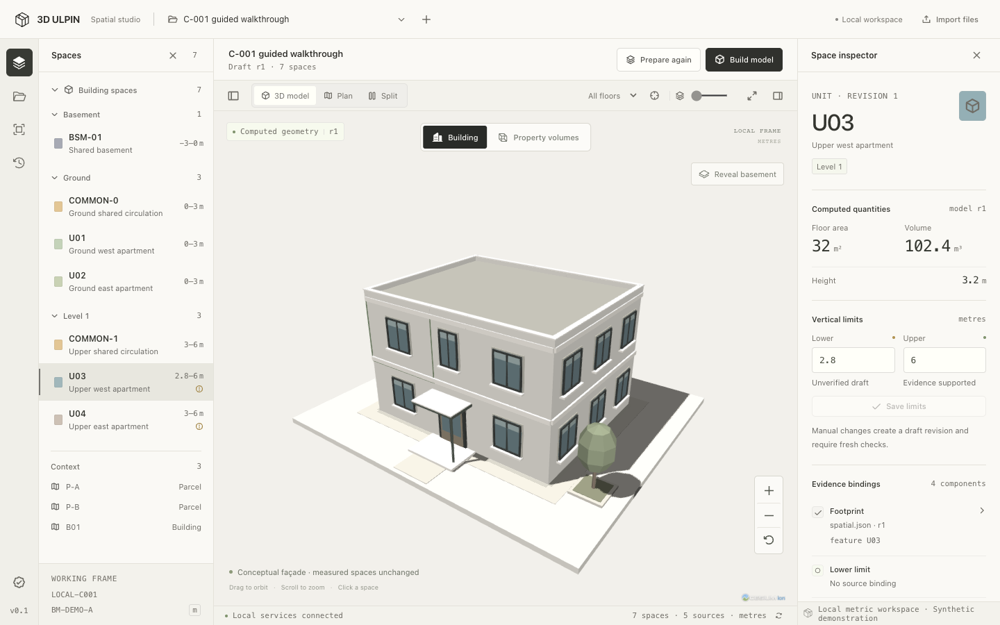 3D ULPIN
Spatial studio
C-001 guided walkthrough
Local workspace
Import files
Spaces
7
Building spaces
7
Basement
1
BSM-01
−3–0 m
Shared basement
Ground
3
COMMON-0
0–3 m
Ground shared circulation
U01
0–3 m
Ground west apartment
U02
0–3 m
Ground east apartment
Level 1
3
COMMON-1
3–6 m
Upper shared circulation
U03
2.8–6 m
Upper west apartment
U04
3–6 m
Upper east apartment
Context
3
P-A
Parcel
P-B
Parcel
B01
Building
WORKING FRAME
LOCAL-C001
BM-DEMO-A
m
v0.1
C-001 guided walkthrough
Draft r1 · 7 spaces
Prepare again
Build model
3D model
Plan
Split
All floors
Computed geometry | r1
Building
Property volumes
LOCAL FRAME
METRES
Reveal basement
Conceptual façade · measured spaces unchanged
Drag to orbit · Scroll to zoom · Click a space
ion
Local services connected
7 spaces · 5 sources · metres
Space inspector
UNIT · REVISION 1
U03
Upper west apartment
Level 1
Computed quantities
model r1
Floor area
Volume
32 m²
102.4 m³
Height
3.2 m
Vertical limits
metres
Lower
Upper
2.8
6
Unverified draft
Evidence supported
Save limits
Manual changes create a draft revision and
require fresh checks.
Evidence bindings
4 components
Footprint
spatial.json · r1
feature U03
Lower limit
No source binding
Local metric workspace · Synthetic
demonstration